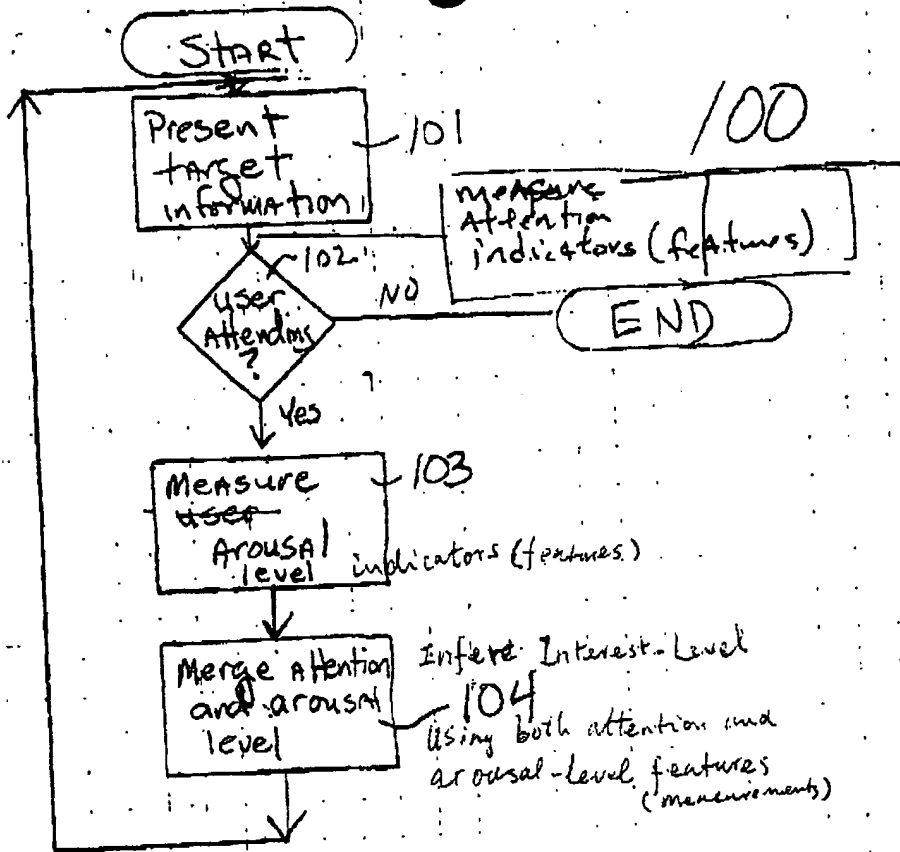 START
100
Present
target
information
101
measure
Attention
indicators (features)
102
user
Attending
?
NO
END
Yes
Measure
user
Arousal
level
indicators (features)
103
Merge Attention
and arousal
level
Infere Interest-Level
104
Using both attention and
arousal-level features
(measurements)